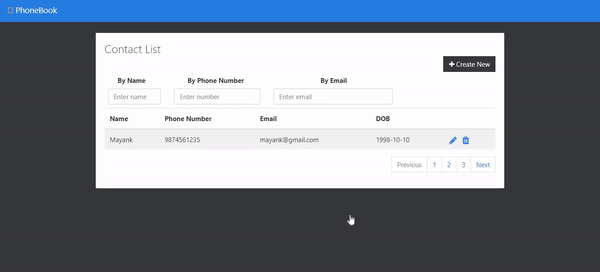 PhoneBook
Contact List
Create New
By Name By Phone Number By Email
Enter name Enter number Enter email
Name Phone Number Email DOB
Mayank 9874561235 mayank@gmail.com 1998-10-10
Previous 1 2 3 Next